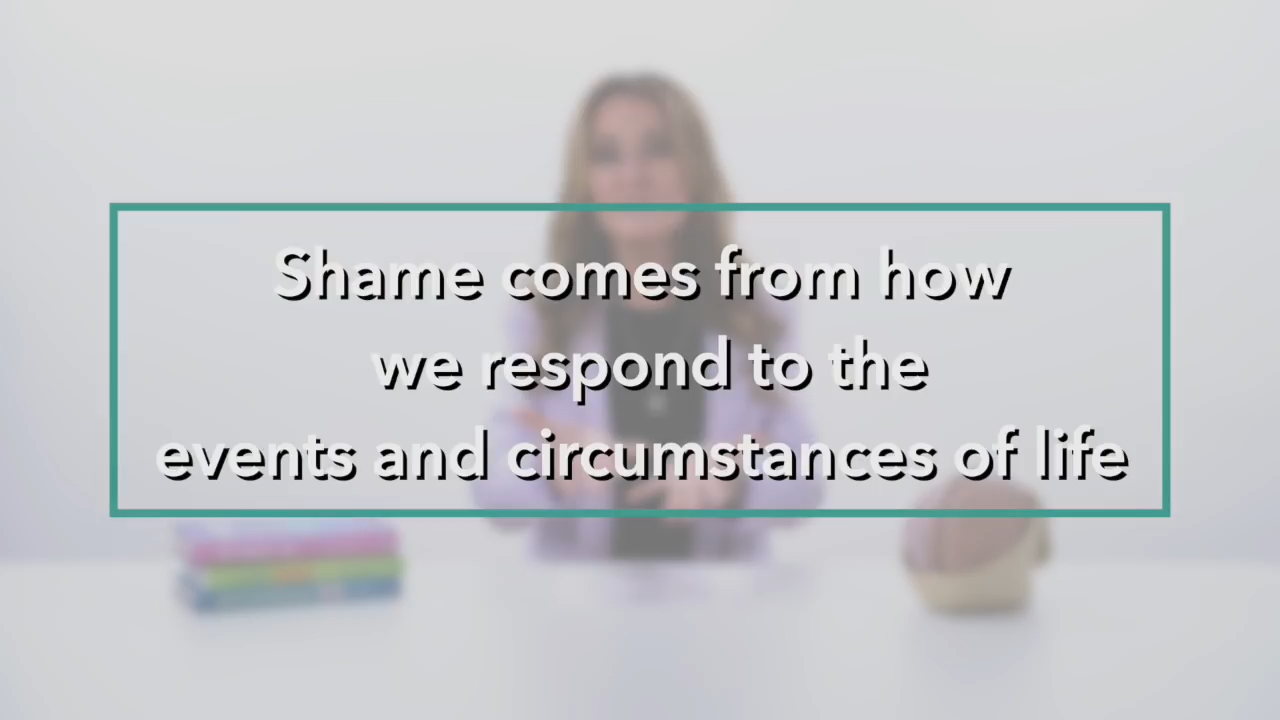 Shame comes from how
we respond to the
events and circumstances of life